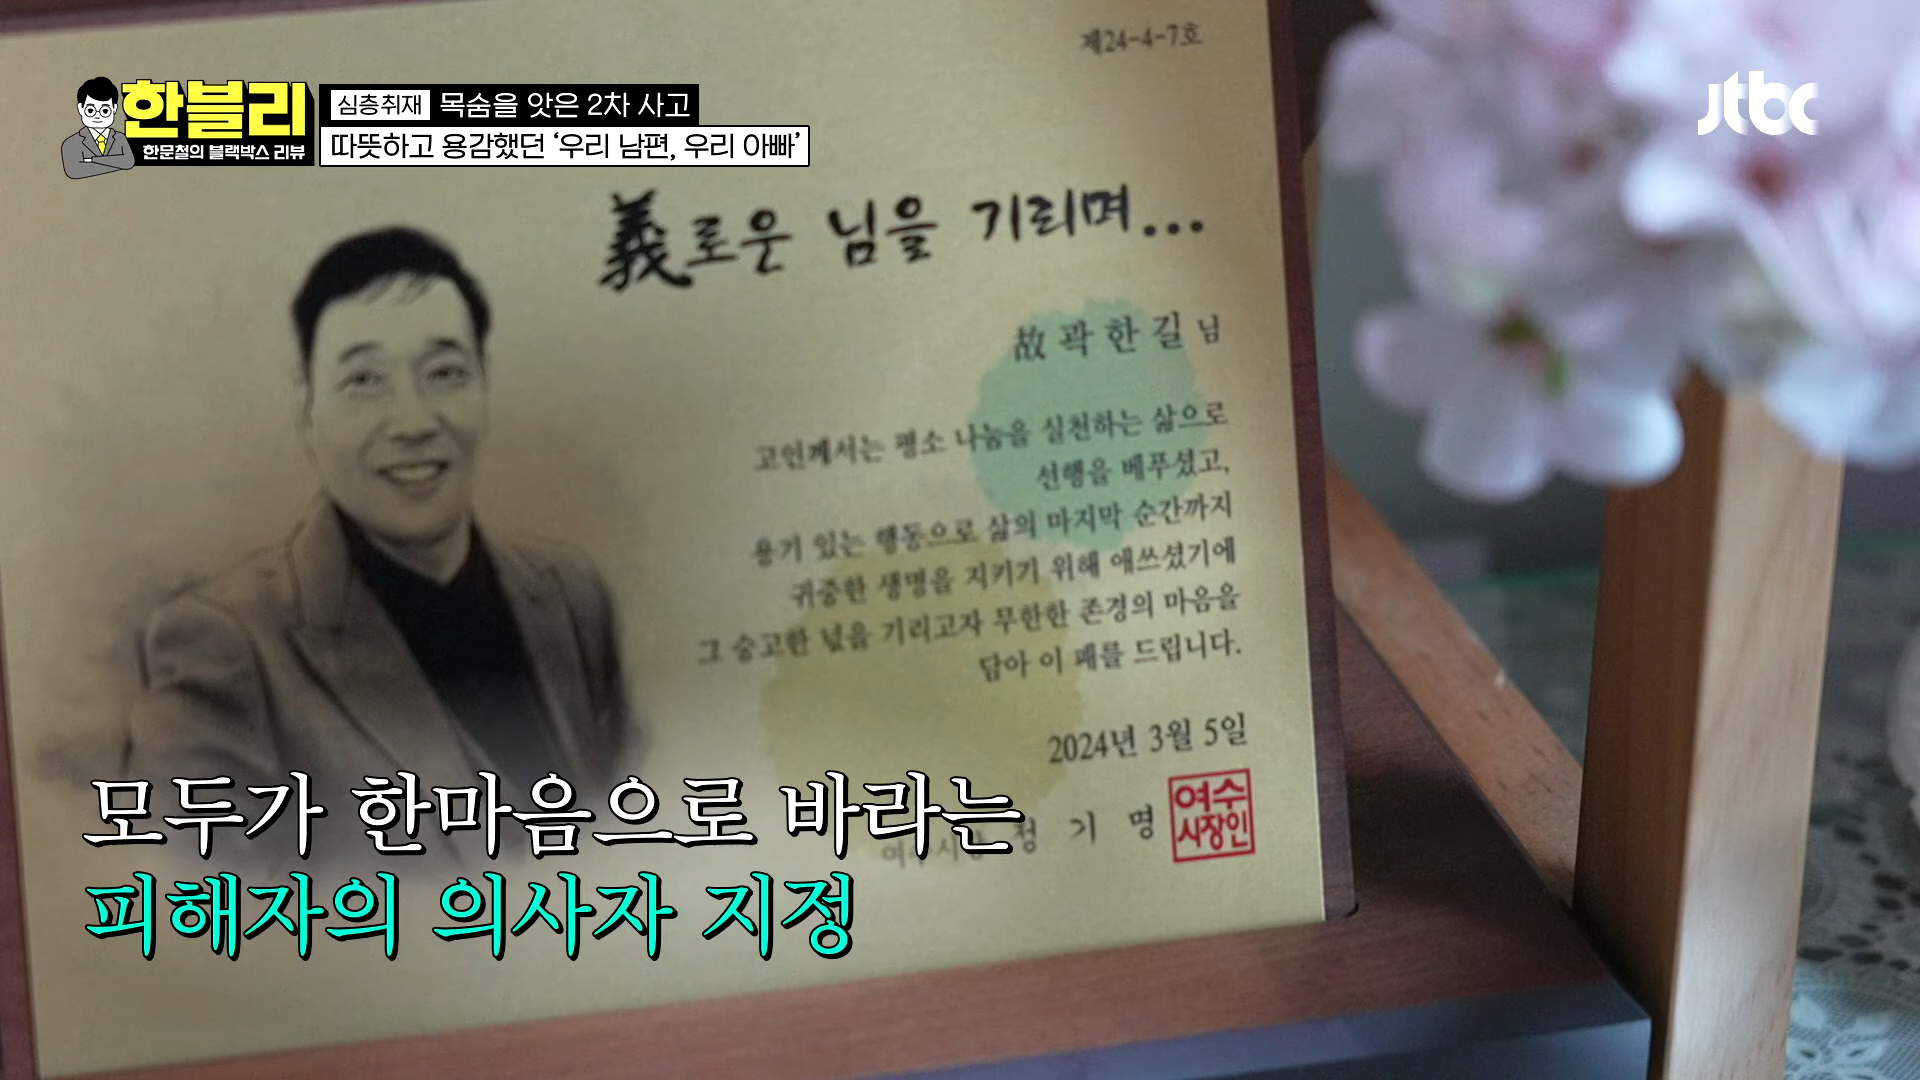 제24-4-7호
jtbc
한블리
한문철의 블랙박스 리뷰
심층취재 목숨을 앗은 2차 사고
따뜻하고 용감했던 ‘우리 남편, 우리 아빠’
義로운 님을 기리며...
故 곽한길 님
고인께서는 평소 나눔을 실천하는 삶으로
선행을 베푸셨고,
용기 있는 행동으로 삶의 마지막 순간까지
귀중한 생명을 지키기 위해 애쓰셨기에
그 숭고한 넋을 기리고자 무한한 존경의 마음을
담아 이 패를 드립니다.
2024년 3월 5일
여수시장 정기명
여수
시장인
모두가 한마음으로 바라는
피해자의 의사자 지정